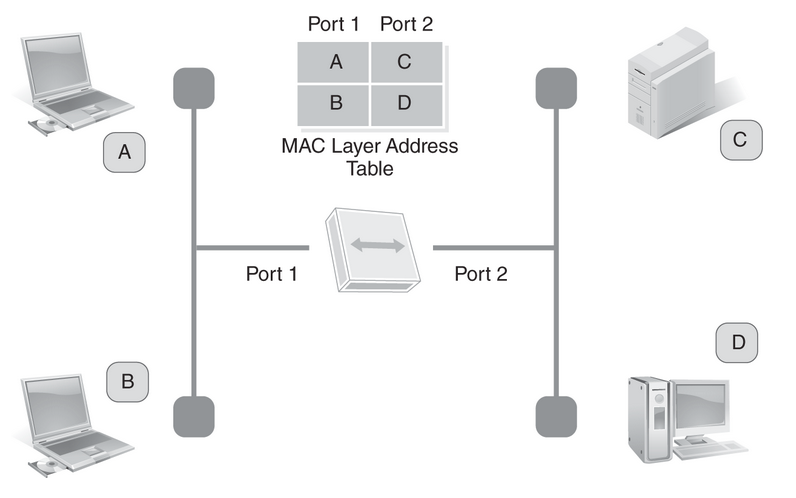 Port 1 Port 2
A C
B D
MAC Layer Address
Table
A
C
Port 1
Port 2
D
B